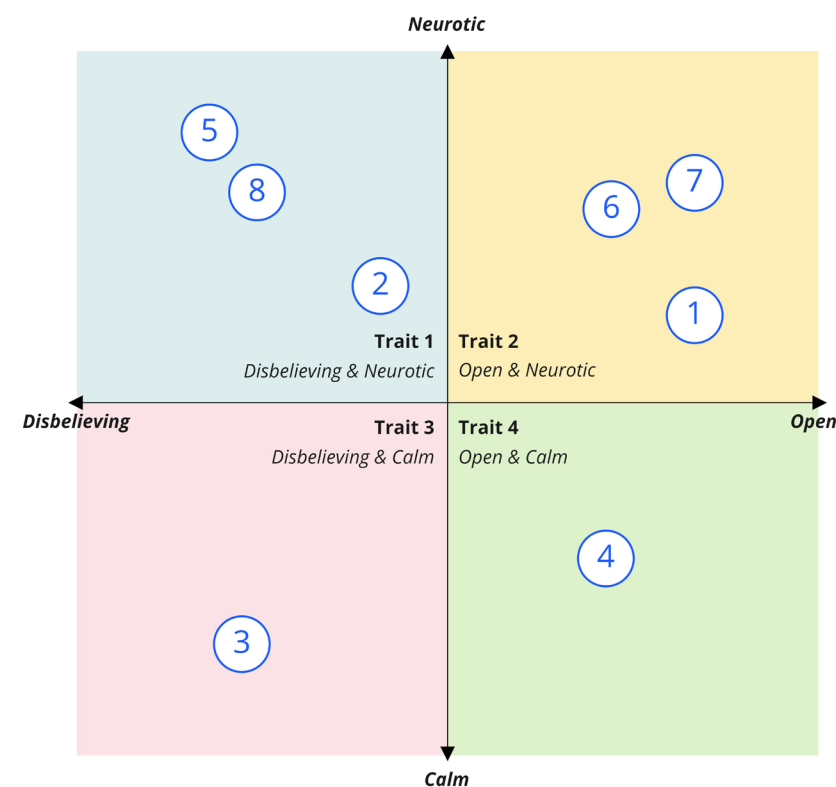 Neurotic
5
8
7
6
2
1
Trait 1
Disbelieving & Neurotic
Trait 2
Open & Neurotic
Disbelieving
Open
Trait 3
Disbelieving & Calm
Trait 4
Open & Calm
4
3
Calm